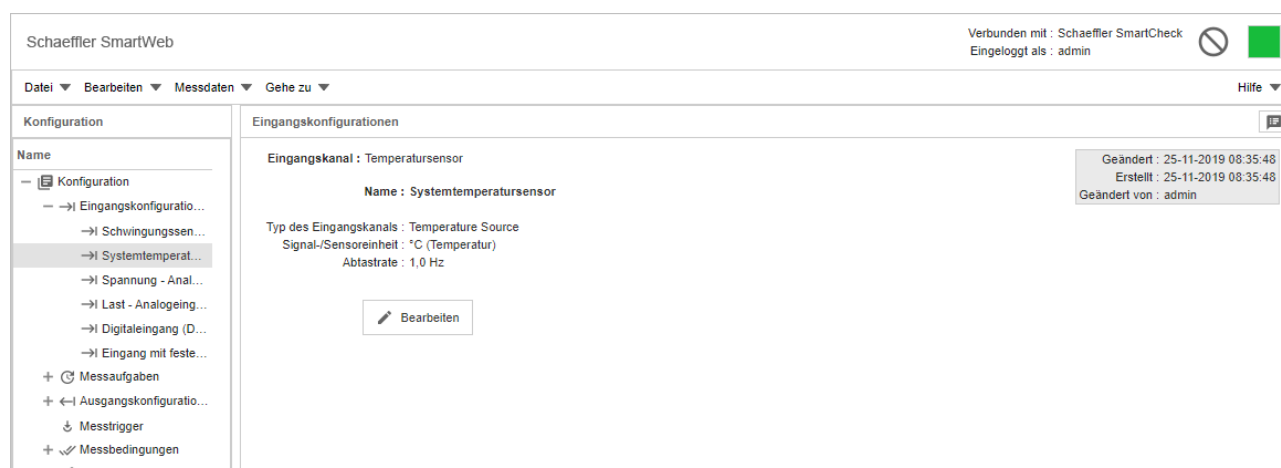 Schaeffler SmartWeb
Verbunden mit : Schaeffler SmartCheck
Eingeloggt als : admin
Datei Bearbeiten Messdaten Gehe zu Hilfe
Konfiguration
Eingangskonfigurationen
Name
Konfiguration
Eingangskonfiguratio...
Schwingungssen...
Systemtemperat...
Spannung - Anal...
Last - Analogeing...
Digitaleingang (D...
Eingang mit feste...
Messaufgaben
Ausgangskonfiguratio...
Messtrigger
Messbedingungen
Eingangskanal : Temperatursensor
Name : Systemtemperatursensor
Typ des Eingangskanals : Temperature Source
Signal-/Sensoreinheit : °C (Temperatur)
Abtastrate : 1,0 Hz
Bearbeiten
Geändert : 25-11-2019 08:35:48
Erstellt : 25-11-2019 08:35:48
Geändert von : admin